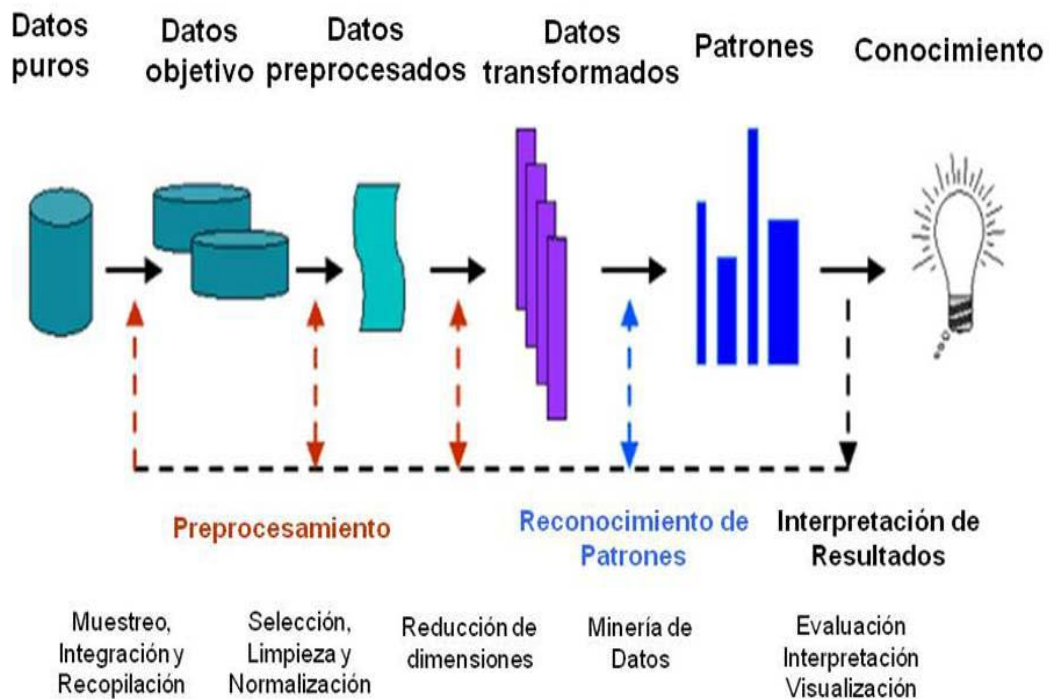 Datos
puros
Datos
objetivo
Datos
preprocesados
Datos
transformados
Patrones
Conocimiento
Preprocesamiento
Reconocimiento de
Patrones
Interpretación de
Resultados
Muestreo,
Integración y
Recopilación
Selección,
Limpieza y
Normalización
Reducción de
dimensiones
Minería de
Datos
Evaluación
Interpretación
Visualización